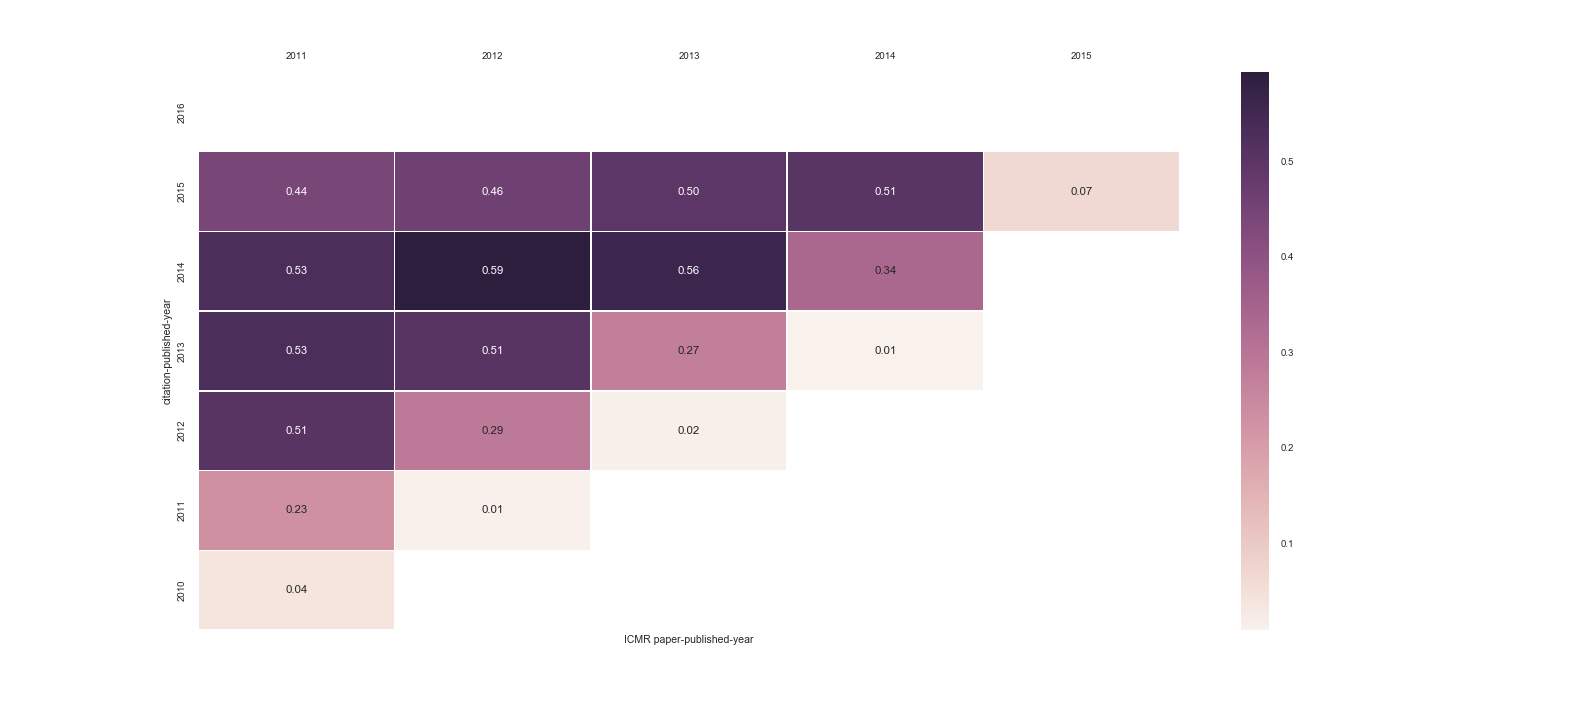 2011 2012 2013 2014 2015
2016
2015 0.44 0.46 0.50 0.51 0.07
2014 0.53 0.59 0.56 0.34
2013 0.53 0.51 0.27 0.01
2012 0.51 0.29 0.02
2011 0.23 0.01
2010 0.04
citation-published-year
ICMR paper-published-year
0.5
0.4
0.3
0.2
0.1